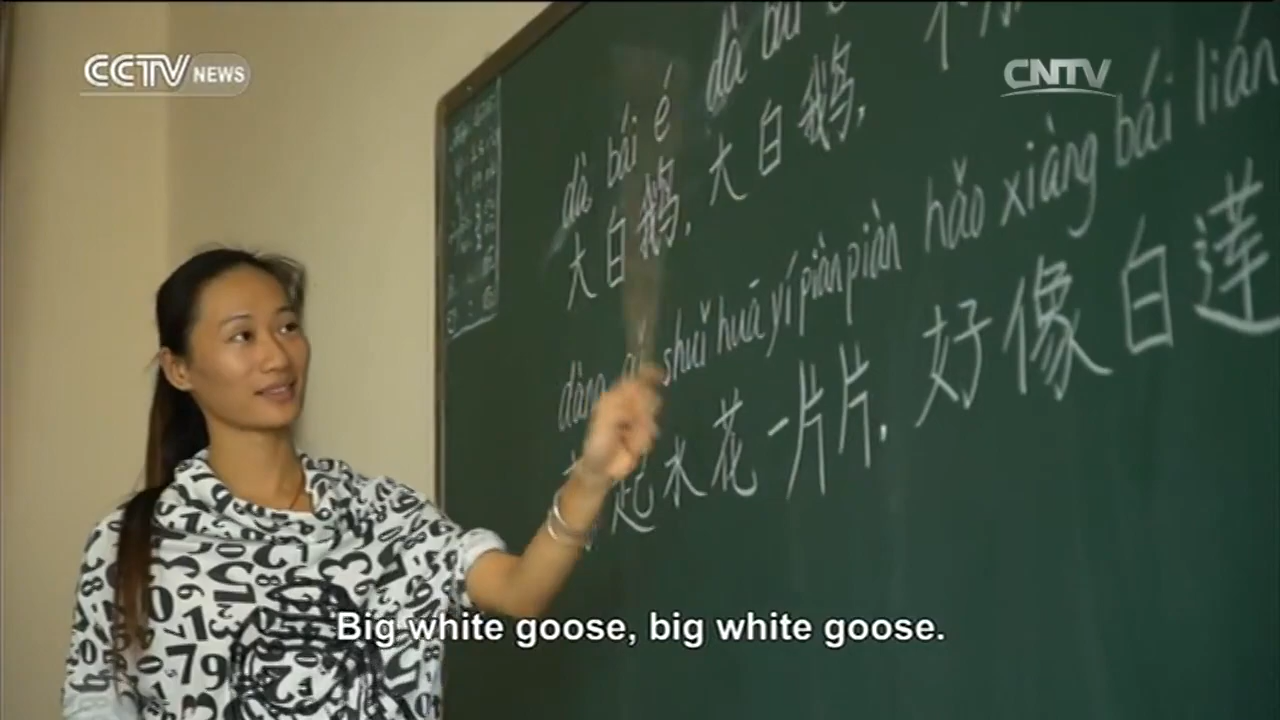 CCTV NEWS
CNTV
dà bái é dà bái
大白鹅,大白鹅,
shuǐ huā yí piàn piàn hǎo xiàng bái lián
起水花一片片,好像白莲
Big white goose, big white goose.